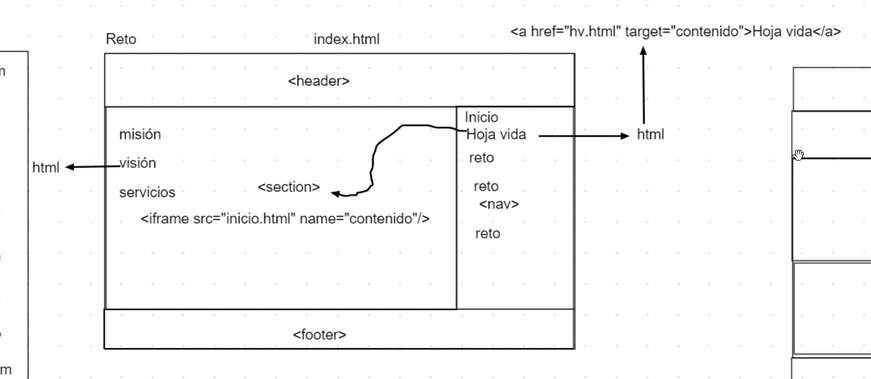 <a href="hv.html" target="contenido">Hoja vida</a>
Reto
index.html
<header>
Inicio
Hoja vida
html
misión
visión
html
servicios
reto
<section>
reto
<nav>
<iframe src="inicio.html" name="contenido"/>
reto
<footer>